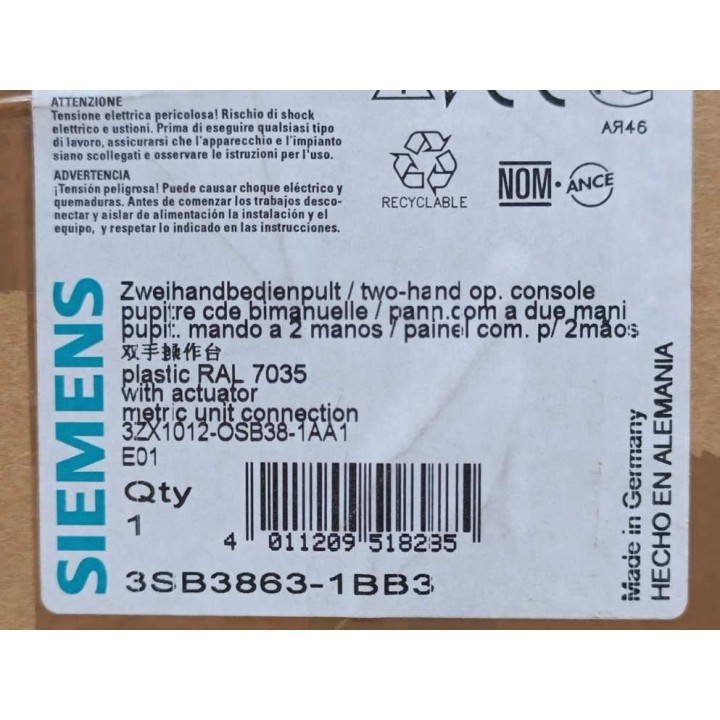 ATTENZIONE
Tensione elettrica pericolosa! Rischio di shock
elettrico e ustioni. Prima di eseguire qualsiasi tipo
di lavoro, assicurarsi che l'apparecchio e l'impianto
siano scollegati e osservare le istruzioni per l'uso.
ADVERTENCIA
¡Tensión peligrosa! Puede causar choque eléctrico y
quemaduras. Antes de comenzar los trabajos desco-
nectar y aislar de alimentación la instalación y el
equipo, y respetar lo indicado en las instrucciones.
АЯ46
RECYCLABLE
NOM · ANCE
SIEMENS
Zweihandbedienpult / two-hand op. console
pupitre cde bimanuelle / pann.com a due mani
pupit. mando a 2 manos / painel com. p/ 2mãos
双手操作台
plastic RAL 7035
with actuator
metric unit connection
3ZX1012-0SB38-1AA1
E01
Qty
1
4 011209 518285
3SB3863-1BB3
Made in Germany
HECHO EN ALEMANIA